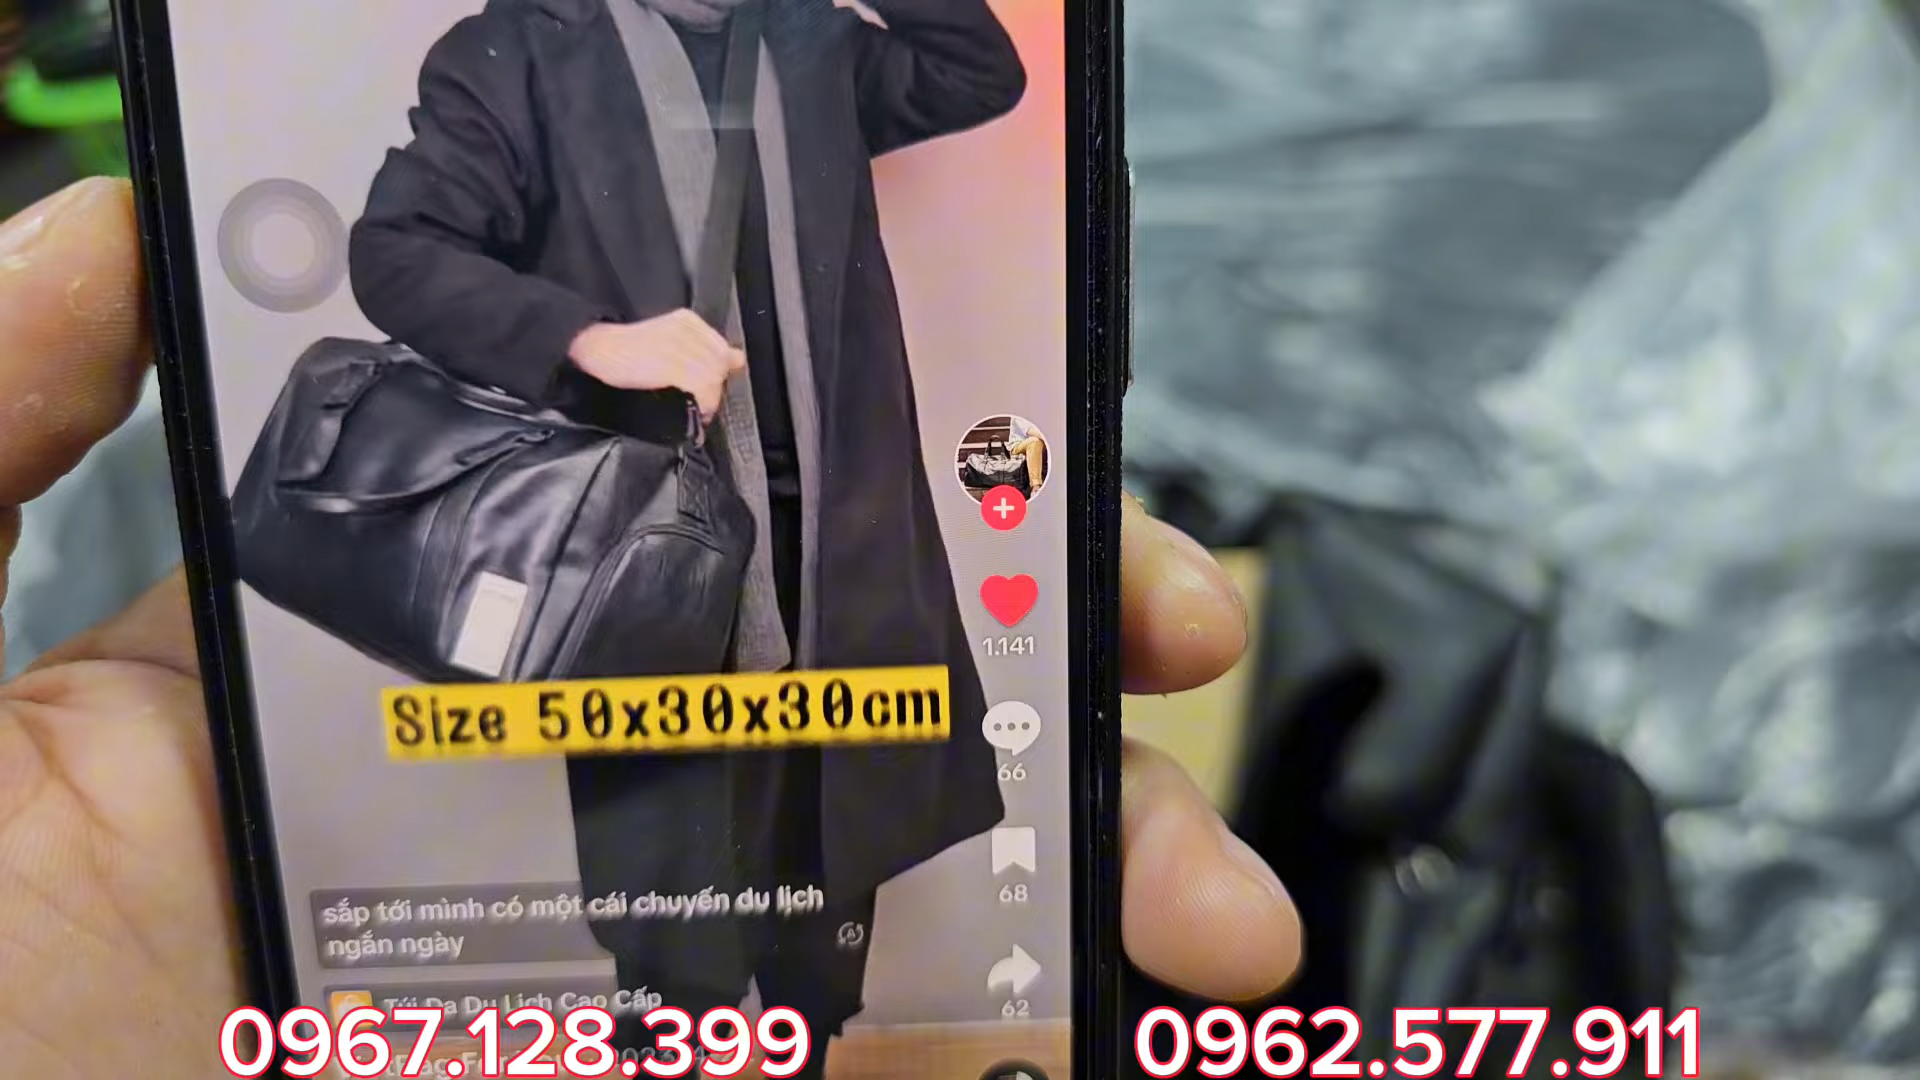 1.141
66
68
62
Size 50x30x30cm
sắp tới mình có một cái chuyến du lịch
ngắn ngày
Túi Da Du Lịch Cao Cấp
0967.128.399
0962.577.911